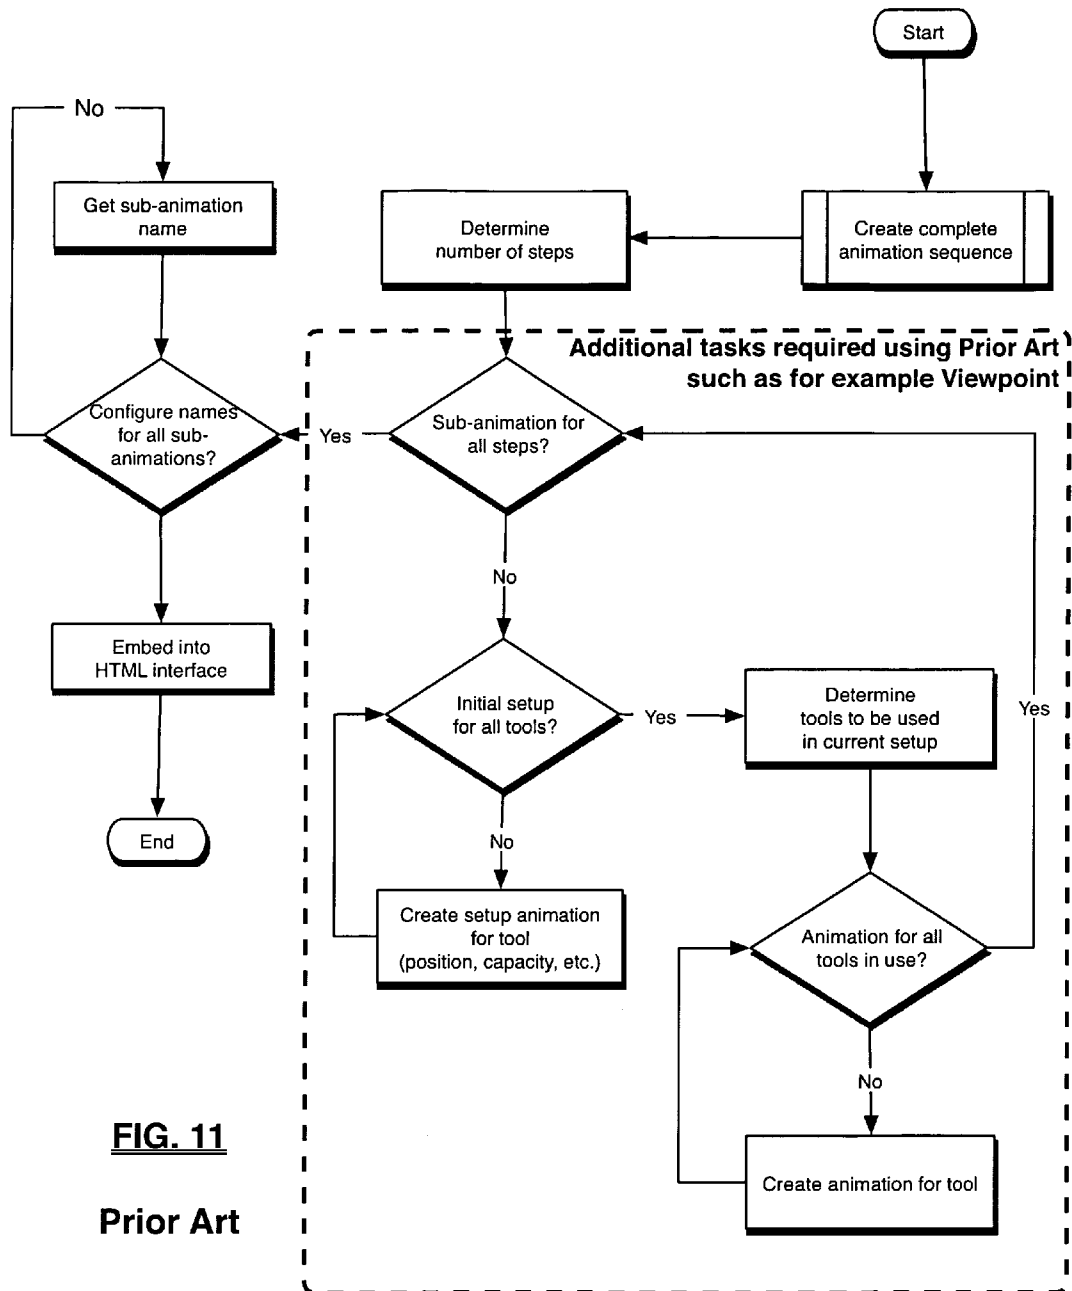 Start
No
Get sub-animation
name
Determine
number of steps
Create complete
animation sequence
Additional tasks required using Prior Art
such as for example Viewpoint
Configure names
for all sub-
animations?
Yes
Sub-animation for
all steps?
No
Embed into
HTML interface
Initial setup
for all tools?
Yes
Determine
tools to be used
in current setup
Yes
End
No
Create setup animation
for tool
(position, capacity, etc.)
Animation for all
tools in use?
No
Create animation for tool
FIG. 11
Prior Art